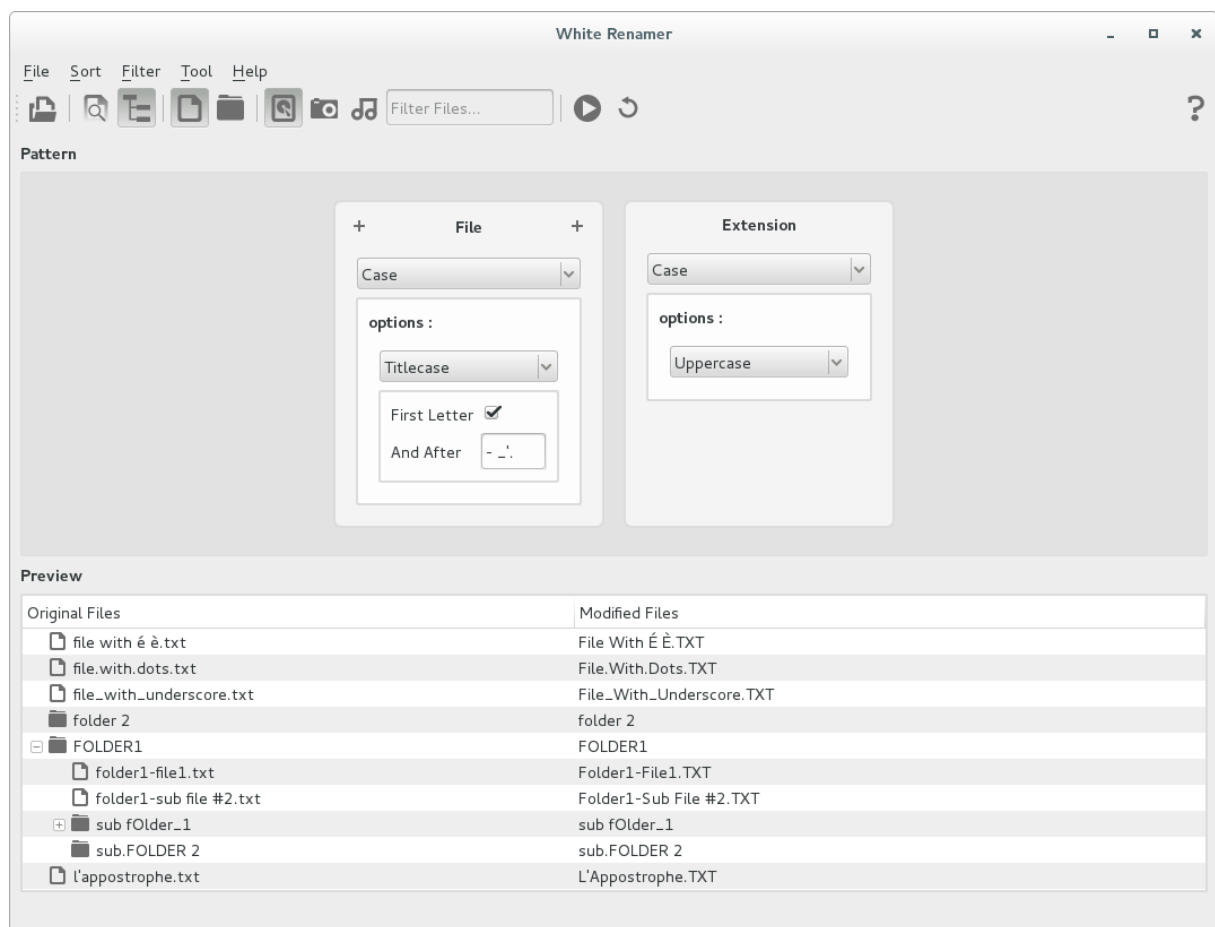 White Renamer
File Sort Filter Tool Help
Filter Files...
?
Pattern
+ File +
Case
options :
Titlecase
First Letter
And After - _'.
Extension
Case
options :
Uppercase
Preview
Original Files Modified Files
file with é è.txt File With É È.TXT
file.with.dots.txt File.With.Dots.TXT
file_with_underscore.txt File_With_Underscore.TXT
folder 2 folder 2
FOLDER1 FOLDER1
folder1-file1.txt Folder1-File1.TXT
folder1-sub file #2.txt Folder1-Sub File #2.TXT
sub fOlder_1 sub fOlder_1
sub.FOLDER 2 sub.FOLDER 2
l'appostrophe.txt L'Appostrophe.TXT